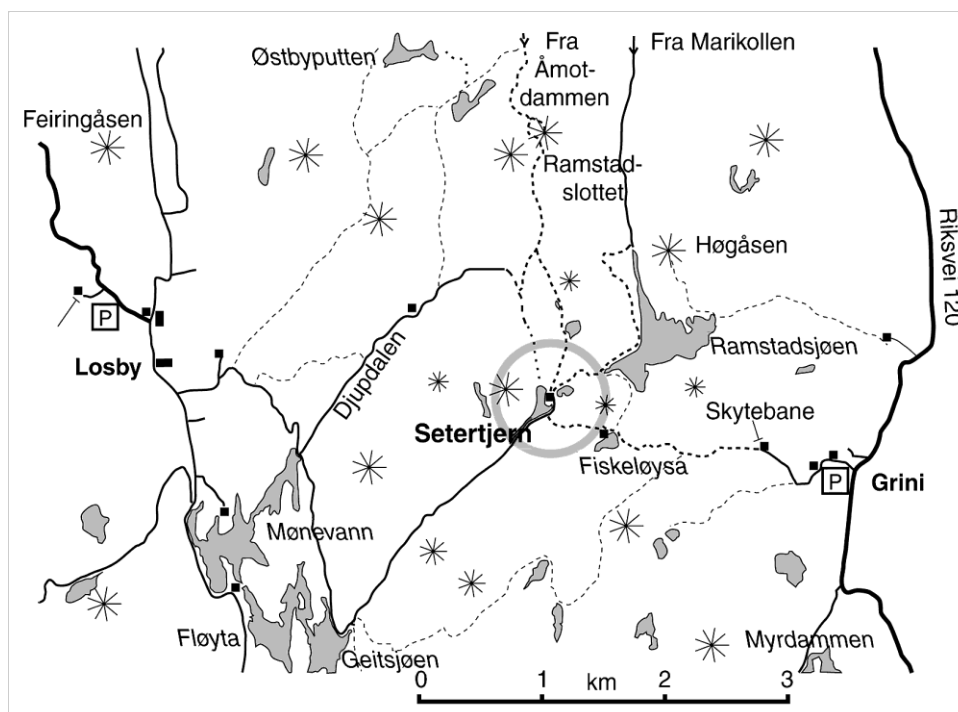 Fra
Åmot-
dammen
Fra Marikollen
Østbyputten
Feiringåsen
Ramstad-
slottet
Riksvei 120
Høgåsen
P
Losby
Djupdalen
Ramstadsjøen
Setertjern
Skytebane
Fiskeløysa
P
Grini
Mønevann
Fløyta
Geitsjøen
Myrdammen
0 1 2 3
km